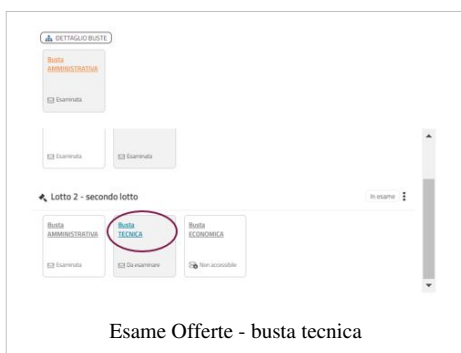 DETTAGLIO BUSTE
Busta
AMMINISTRATIVA
Esaminata
Esaminata
Esaminata
Lotto 2 - secondo lotto
In esame
Busta
AMMINISTRATIVA
Busta
TECNICA
Busta
ECONOMICA
Esaminata
Da esaminare
Non accessibile
Esame Offerte - busta tecnica